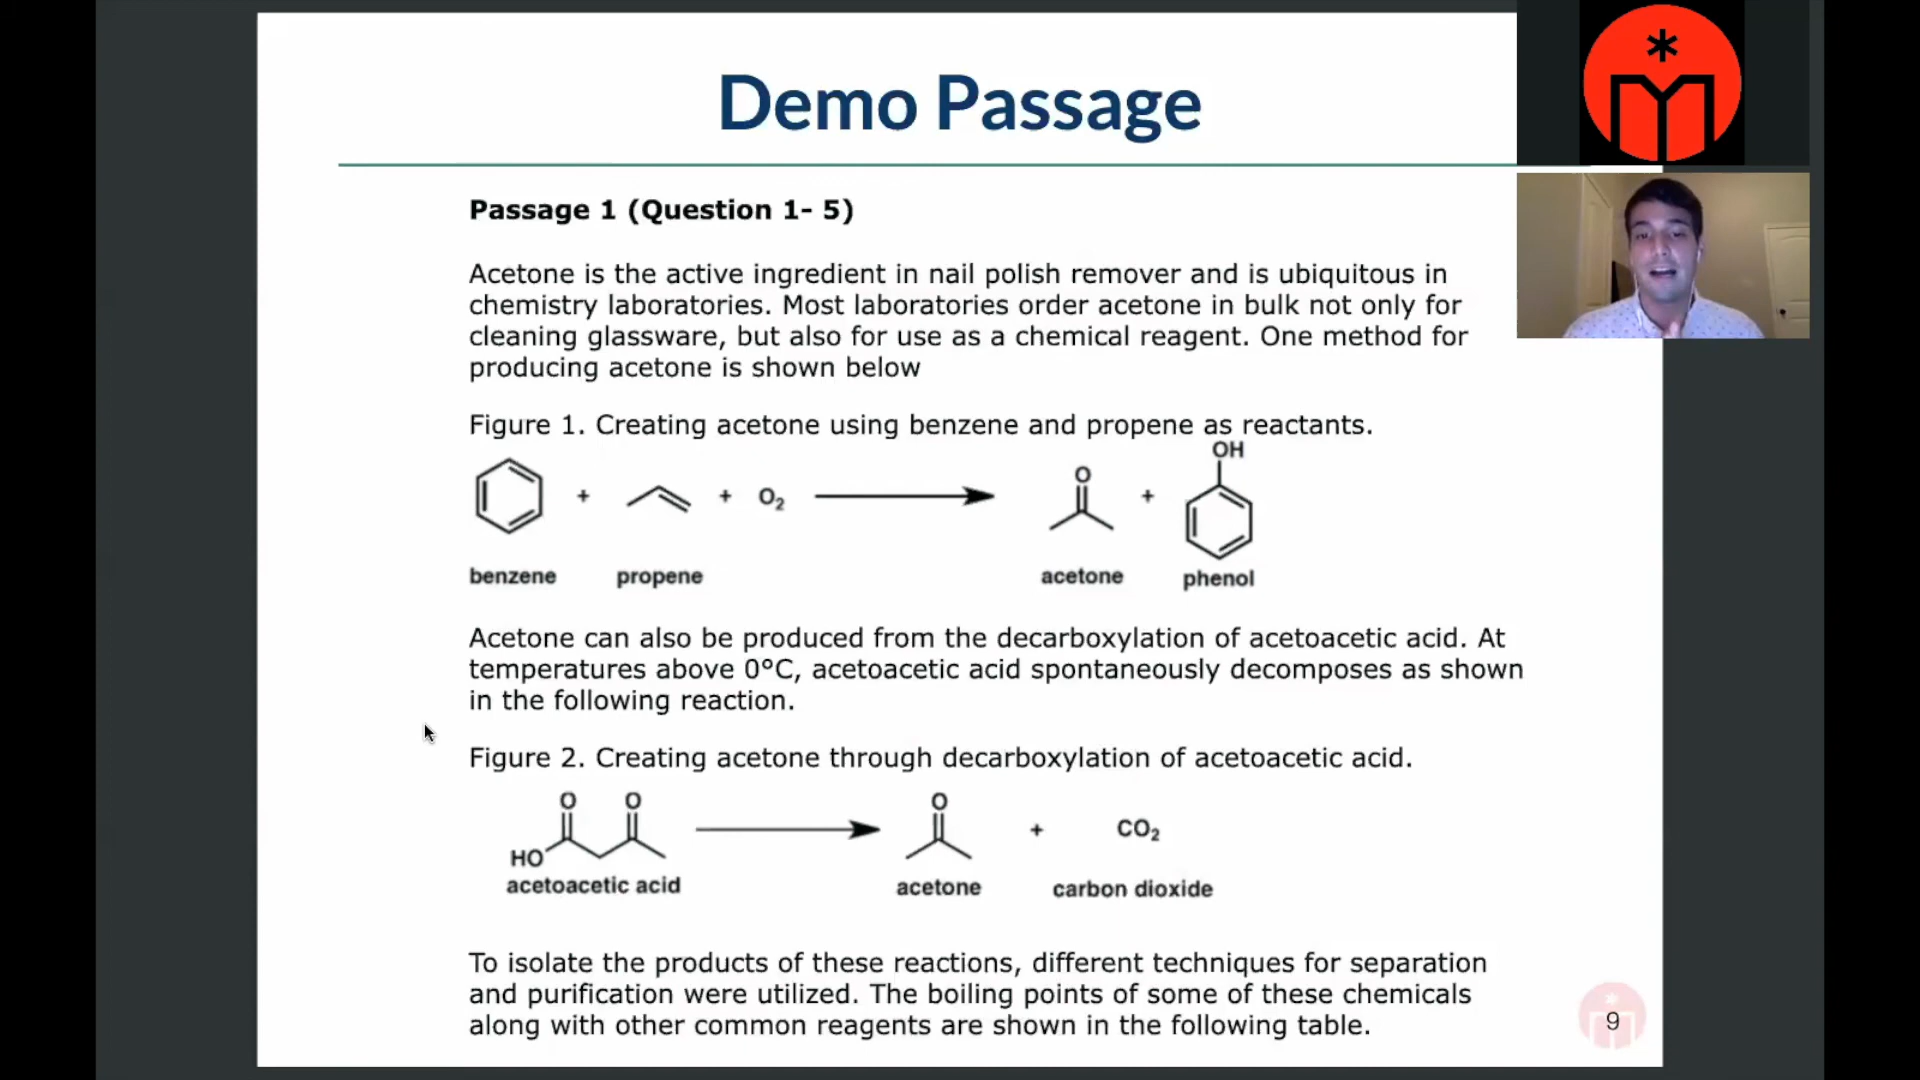 Demo Passage
Passage 1 (Question 1- 5)
Acetone is the active ingredient in nail polish remover and is ubiquitous in
chemistry laboratories. Most laboratories order acetone in bulk not only for
cleaning glassware, but also for use as a chemical reagent. One method for
producing acetone is shown below
Figure 1. Creating acetone using benzene and propene as reactants.
OH
O
+ + O₂ +
benzene propene acetone phenol
Acetone can also be produced from the decarboxylation of acetoacetic acid. At
temperatures above 0°C, acetoacetic acid spontaneously decomposes as shown
in the following reaction.
Figure 2. Creating acetone through decarboxylation of acetoacetic acid.
O O O
+ CO₂
HO
acetoacetic acid acetone carbon dioxide
To isolate the products of these reactions, different techniques for separation
and purification were utilized. The boiling points of some of these chemicals
along with other common reagents are shown in the following table.
9